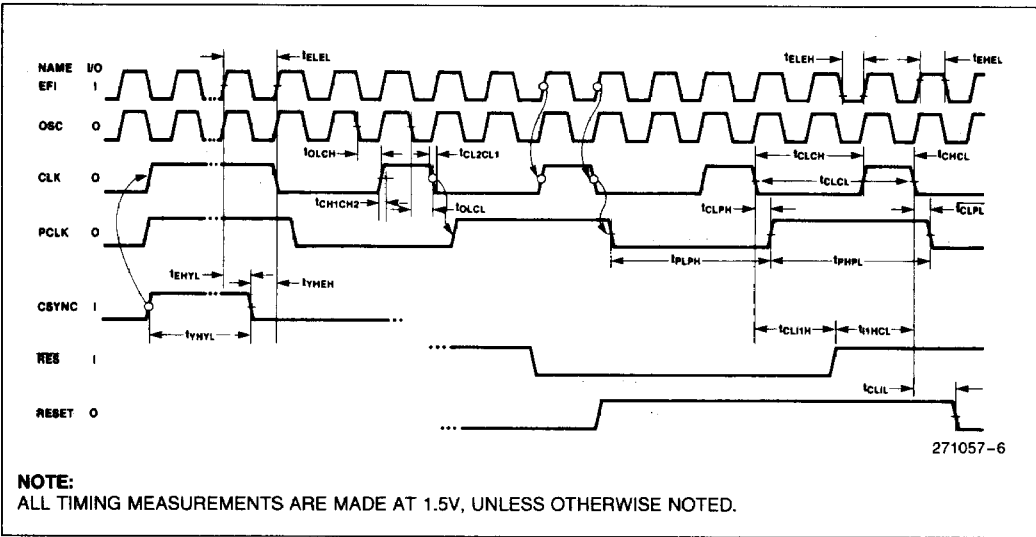 tELEL
tELEH
tEHEL
NAME I/O
EFI I
OSC O
tOLCH
tCL2CL1
tCLCH
tCHCL
CLK O
tCLCL
tCH1CH2
tOLCL
tCLPH
tCLPL
PCLK O
tEHYL
tYHEH
tPLPH
tPHPL
CSYNC I
tYHYL
tCLI1H
tI1HCL
RES I
tCLIL
RESET O
271057-6
NOTE:
ALL TIMING MEASUREMENTS ARE MADE AT 1.5V, UNLESS OTHERWISE NOTED.